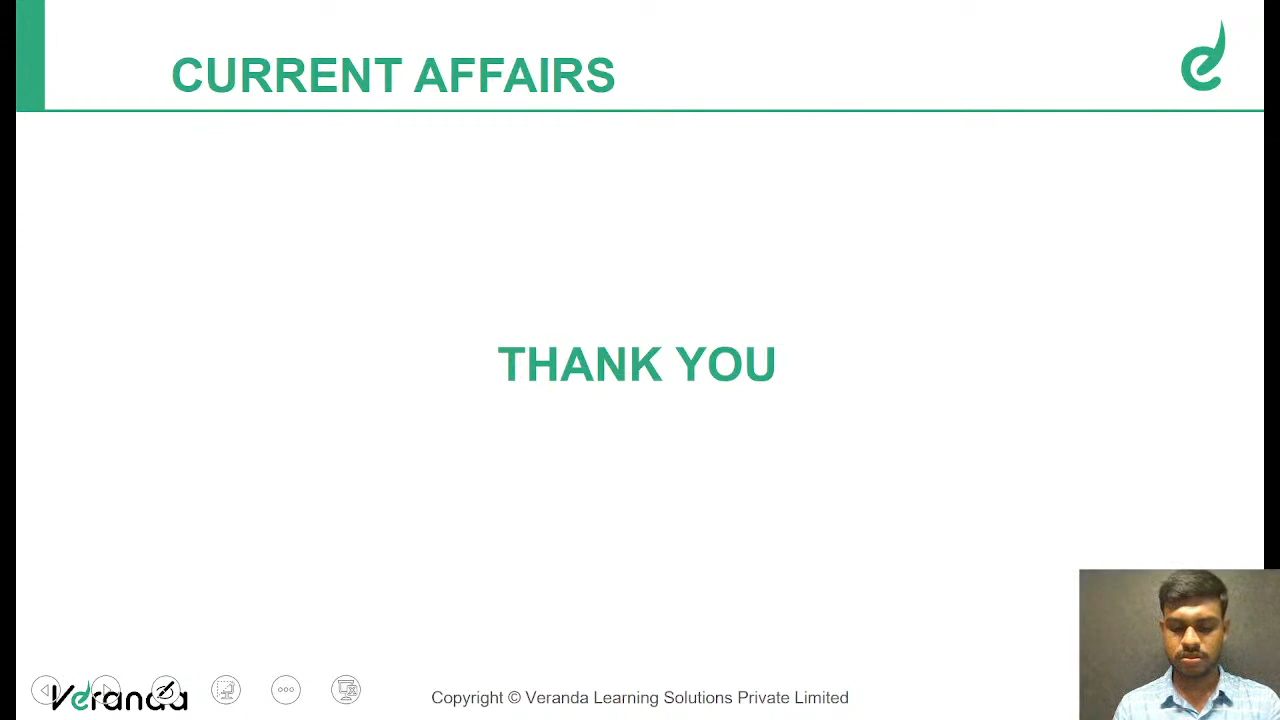 CURRENT AFFAIRS
THANK YOU
Veranda
Copyright © Veranda Learning Solutions Private Limited